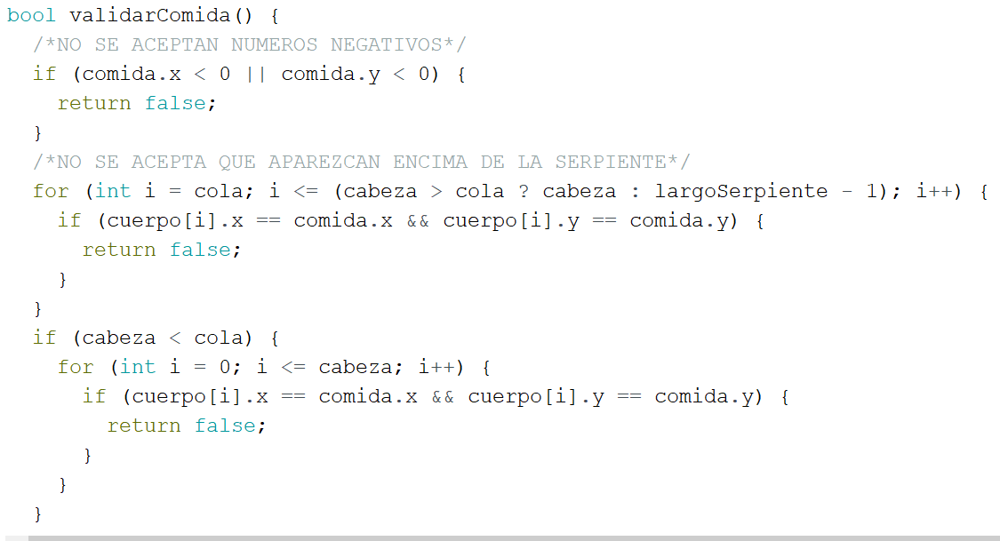 bool validarComida() {
  /*NO SE ACEPTAN NUMEROS NEGATIVOS*/
  if (comida.x < 0 || comida.y < 0) {
    return false;
  }
  /*NO SE ACEPTA QUE APAREZCAN ENCIMA DE LA SERPIENTE*/
  for (int i = cola; i <= (cabeza > cola ? cabeza : largoSerpiente - 1); i++) {
    if (cuerpo[i].x == comida.x && cuerpo[i].y == comida.y) {
      return false;
    }
  }
  if (cabeza < cola) {
    for (int i = 0; i <= cabeza; i++) {
      if (cuerpo[i].x == comida.x && cuerpo[i].y == comida.y) {
        return false;
      }
    }
  }